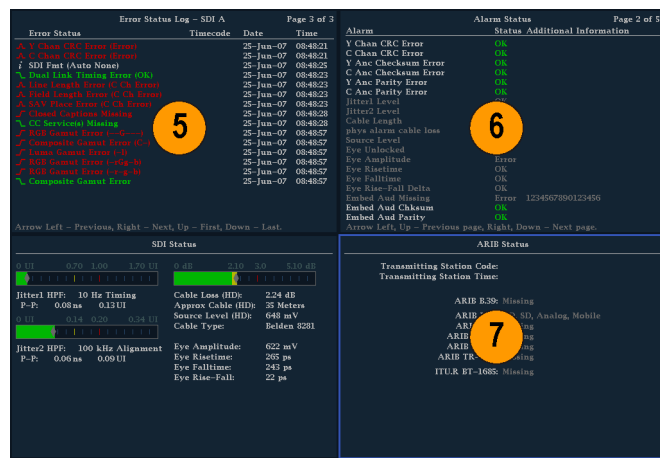 Error Status Log – SDI A Page 3 of 3
Error Status Timecode Date Time
Y Chan CRC Error (Error) 25–Jun–07 08:48:21
C Chan CRC Error (Error) 25–Jun–07 08:48:21
i SDI Fmt (Auto None) 25–Jun–07 08:48:25
Dual Link Timing Error (OK) 25–Jun–07 08:48:23
Line Length Error (C Ch Error) 25–Jun–07 08:48:23
Field Length Error (C Ch Error) 25–Jun–07 08:48:23
SAV Place Error (C Ch Error) 25–Jun–07 08:48:23
Closed Captions Missing 25–Jun–07 08:48:28
CC Service(s) Missing 25–Jun–07 08:48:28
RGB Gamut Error 25–Jun–07 08:48:57
Composite Gamut Error (C–) 25–Jun–07 08:48:57
Luma Gamut Error (–l) 25–Jun–07 08:48:57
RGB Gamut Error 25–Jun–07 08:48:57
RGB Gamut Error 25–Jun–07 08:48:57
Composite Gamut Error 25–Jun–07 08:48:57
5
Arrow Left – Previous, Right – Next, Up – First, Down – Last.
Alarm Status Page 2 of 5
Alarm Status Additional Information
Y Chan CRC Error OK
C Chan CRC Error OK
Y Anc Checksum Error OK
C Anc Checksum Error OK
Y Anc Parity Error OK
C Anc Parity Error OK
Jitter1 Level OK
Jitter2 Level
Cable Length
phys alarm cable loss
Source Level
Eye Unlocked
Eye Amplitude Error
Eye Risetime OK
Eye Falltime OK
Eye Rise–Fall Delta OK
Embed Aud Missing Error 1234567890123456
Embed Aud Chksum OK
Embed Aud Parity OK
6
Arrow Left, Up – Previous page, Right, Down – Next page.
SDI Status
0 UI 0.70 1.00 1.70 UI
Jitter1 HPF: 10 Hz Timing
P–P: 0.08 ns 0.13 UI
0 UI 0.14 0.20 0.34 UI
Jitter2 HPF: 100 kHz Alignment
P–P: 0.06 ns 0.09 UI
0 dB 2.10 3.0 5.10 dB
Cable Loss (HD): 2.24 dB
Approx Cable (HD): 35 Meters
Source Level (HD): 648 mV
Cable Type: Belden 8281
Eye Amplitude: 622 mV
Eye Risetime: 265 ps
Eye Falltime: 243 ps
Eye Rise–Fall: 22 ps
ARIB Status
Transmitting Station Code:
Transmitting Station Time:
ARIB B.39: Missing
ARIB SD, Analog, Mobile
ARIB
ARIB
ARIB TR–
ITU.R BT–1685: Missing
7